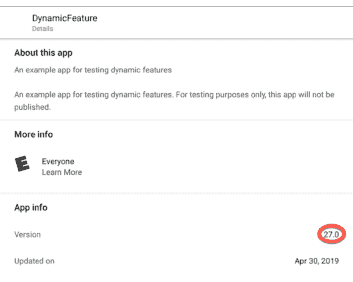 DynamicFeature
Details
About this app
An example app for testing dynamic features
An example app for testing dynamic features. For testing purposes only, this app will not be
published.
More info
E
Everyone
Learn More
App info
Version 27.0
Updated on Apr 30, 2019